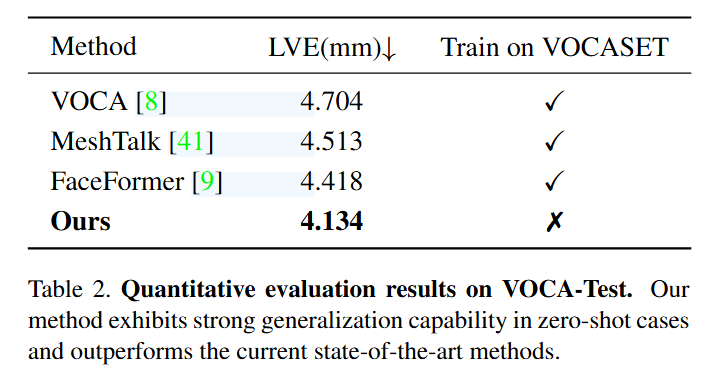 Method LVE(mm)↓ Train on VOCASET
VOCA [8] 4.704 ✓
MeshTalk [41] 4.513 ✓
FaceFormer [9] 4.418 ✓
Ours 4.134 ✗
Table 2. Quantitative evaluation results on VOCA-Test. Our
method exhibits strong generalization capability in zero-shot cases
and outperforms the current state-of-the-art methods.